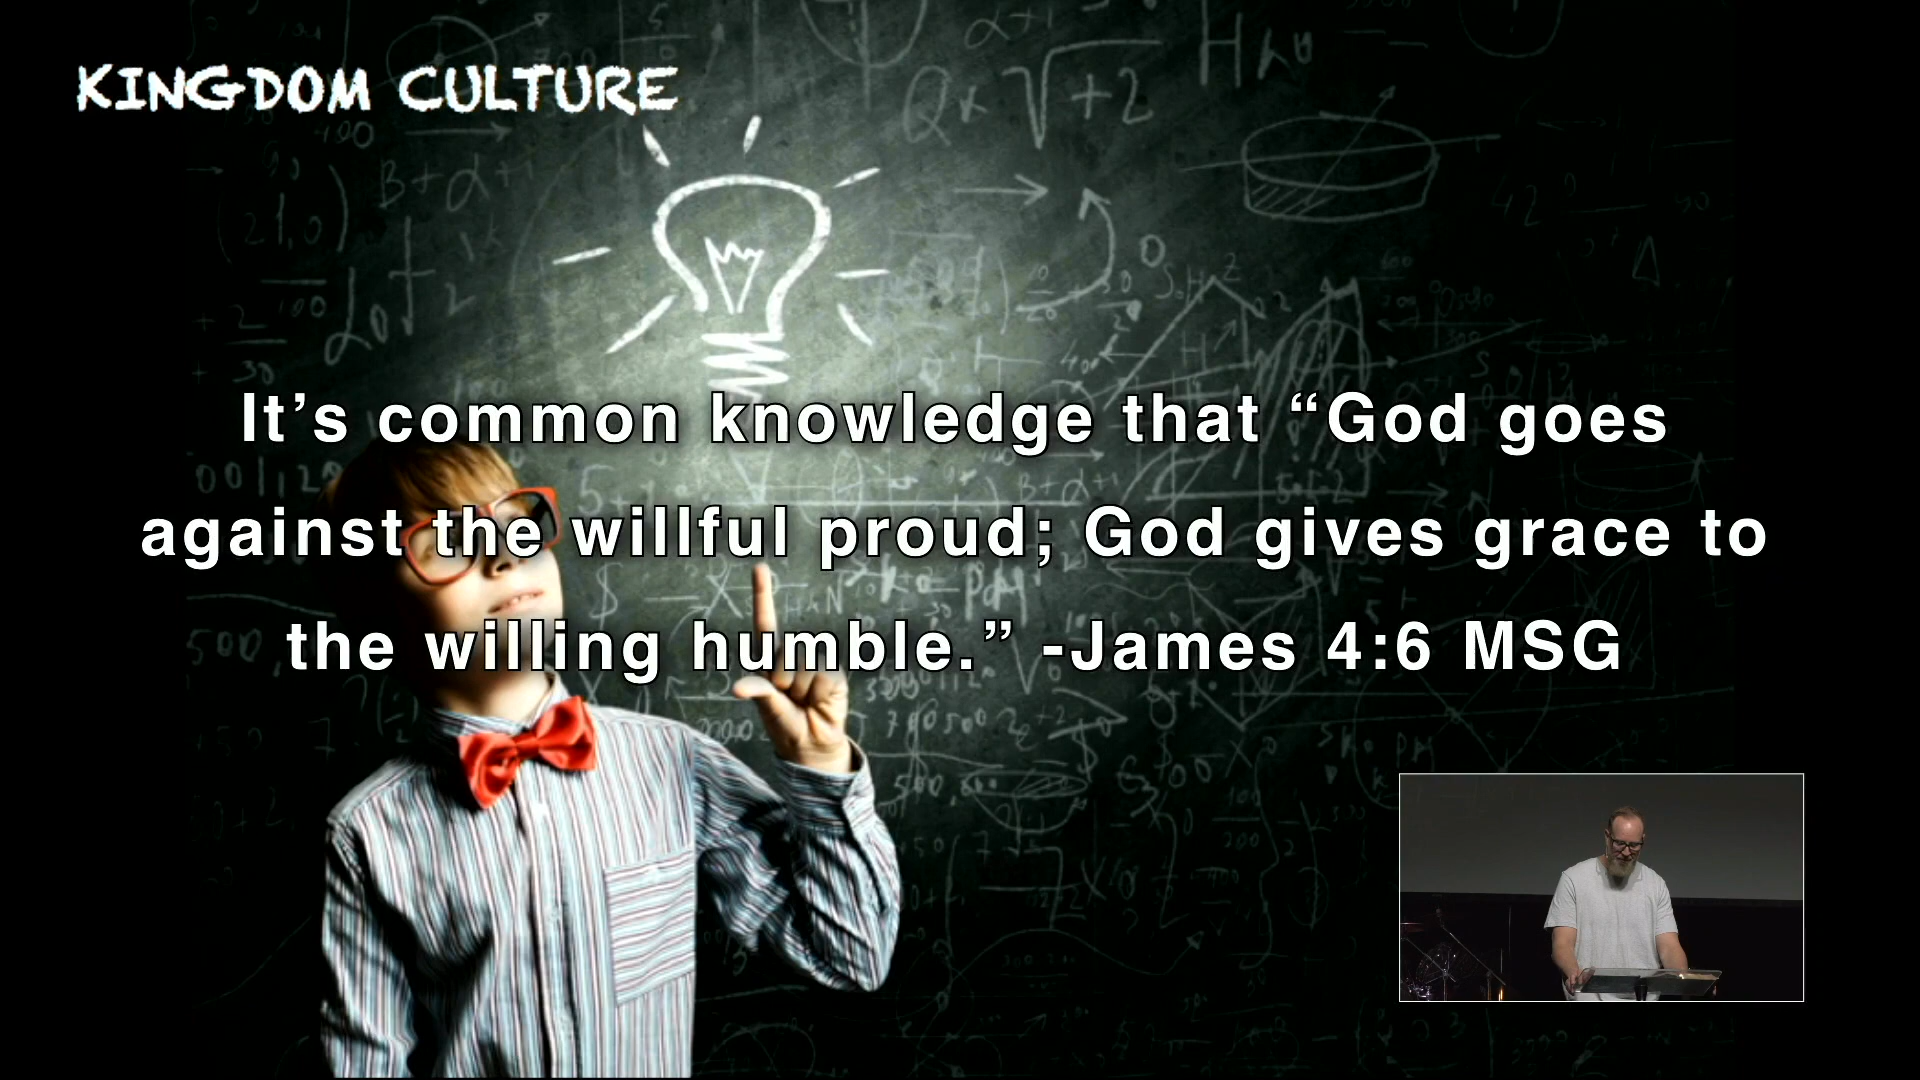 KINGDOM CULTURE
It’s common knowledge that “God goes
against the willful proud; God gives grace to
the willing humble.” -James 4:6 MSG